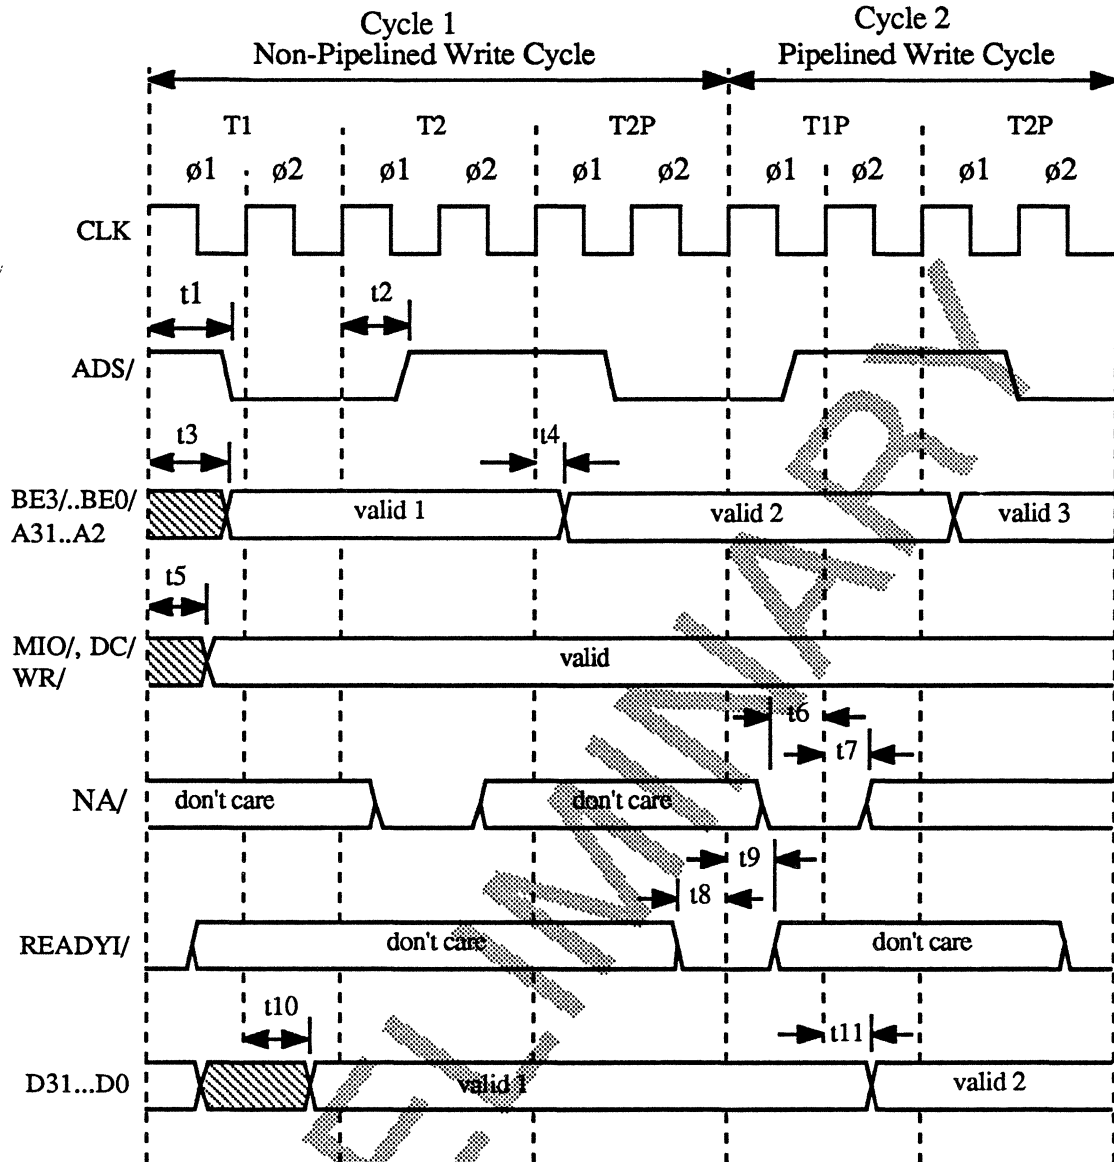 Cycle 1
Non-Pipelined Write Cycle
Cycle 2
Pipelined Write Cycle
T1 T2 T2P T1P T2P
ø1 ø2 ø1 ø2 ø1 ø2 ø1 ø2 ø1 ø2
CLK
t1 t2
ADS/
t3 t4
BE3/..BE0/
A31..A2
valid 1 valid 2 valid 3
t5
MIO/, DC/
WR/
valid
t6
t7
NA/
don't care don't care
t9
t8
READYI/
don't care don't care
t10
t11
D31...D0
valid 1 valid 2